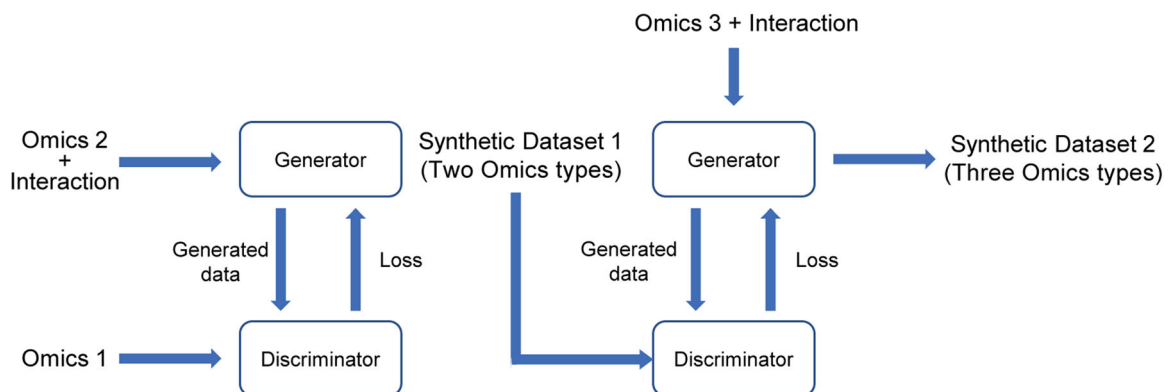 Omics 3 + Interaction
Omics 2
+
Interaction
Generator
Synthetic Dataset 1
(Two Omics types)
Generator
Synthetic Dataset 2
(Three Omics types)
Generated
data
Loss
Generated
data
Loss
Omics 1
Discriminator
Discriminator